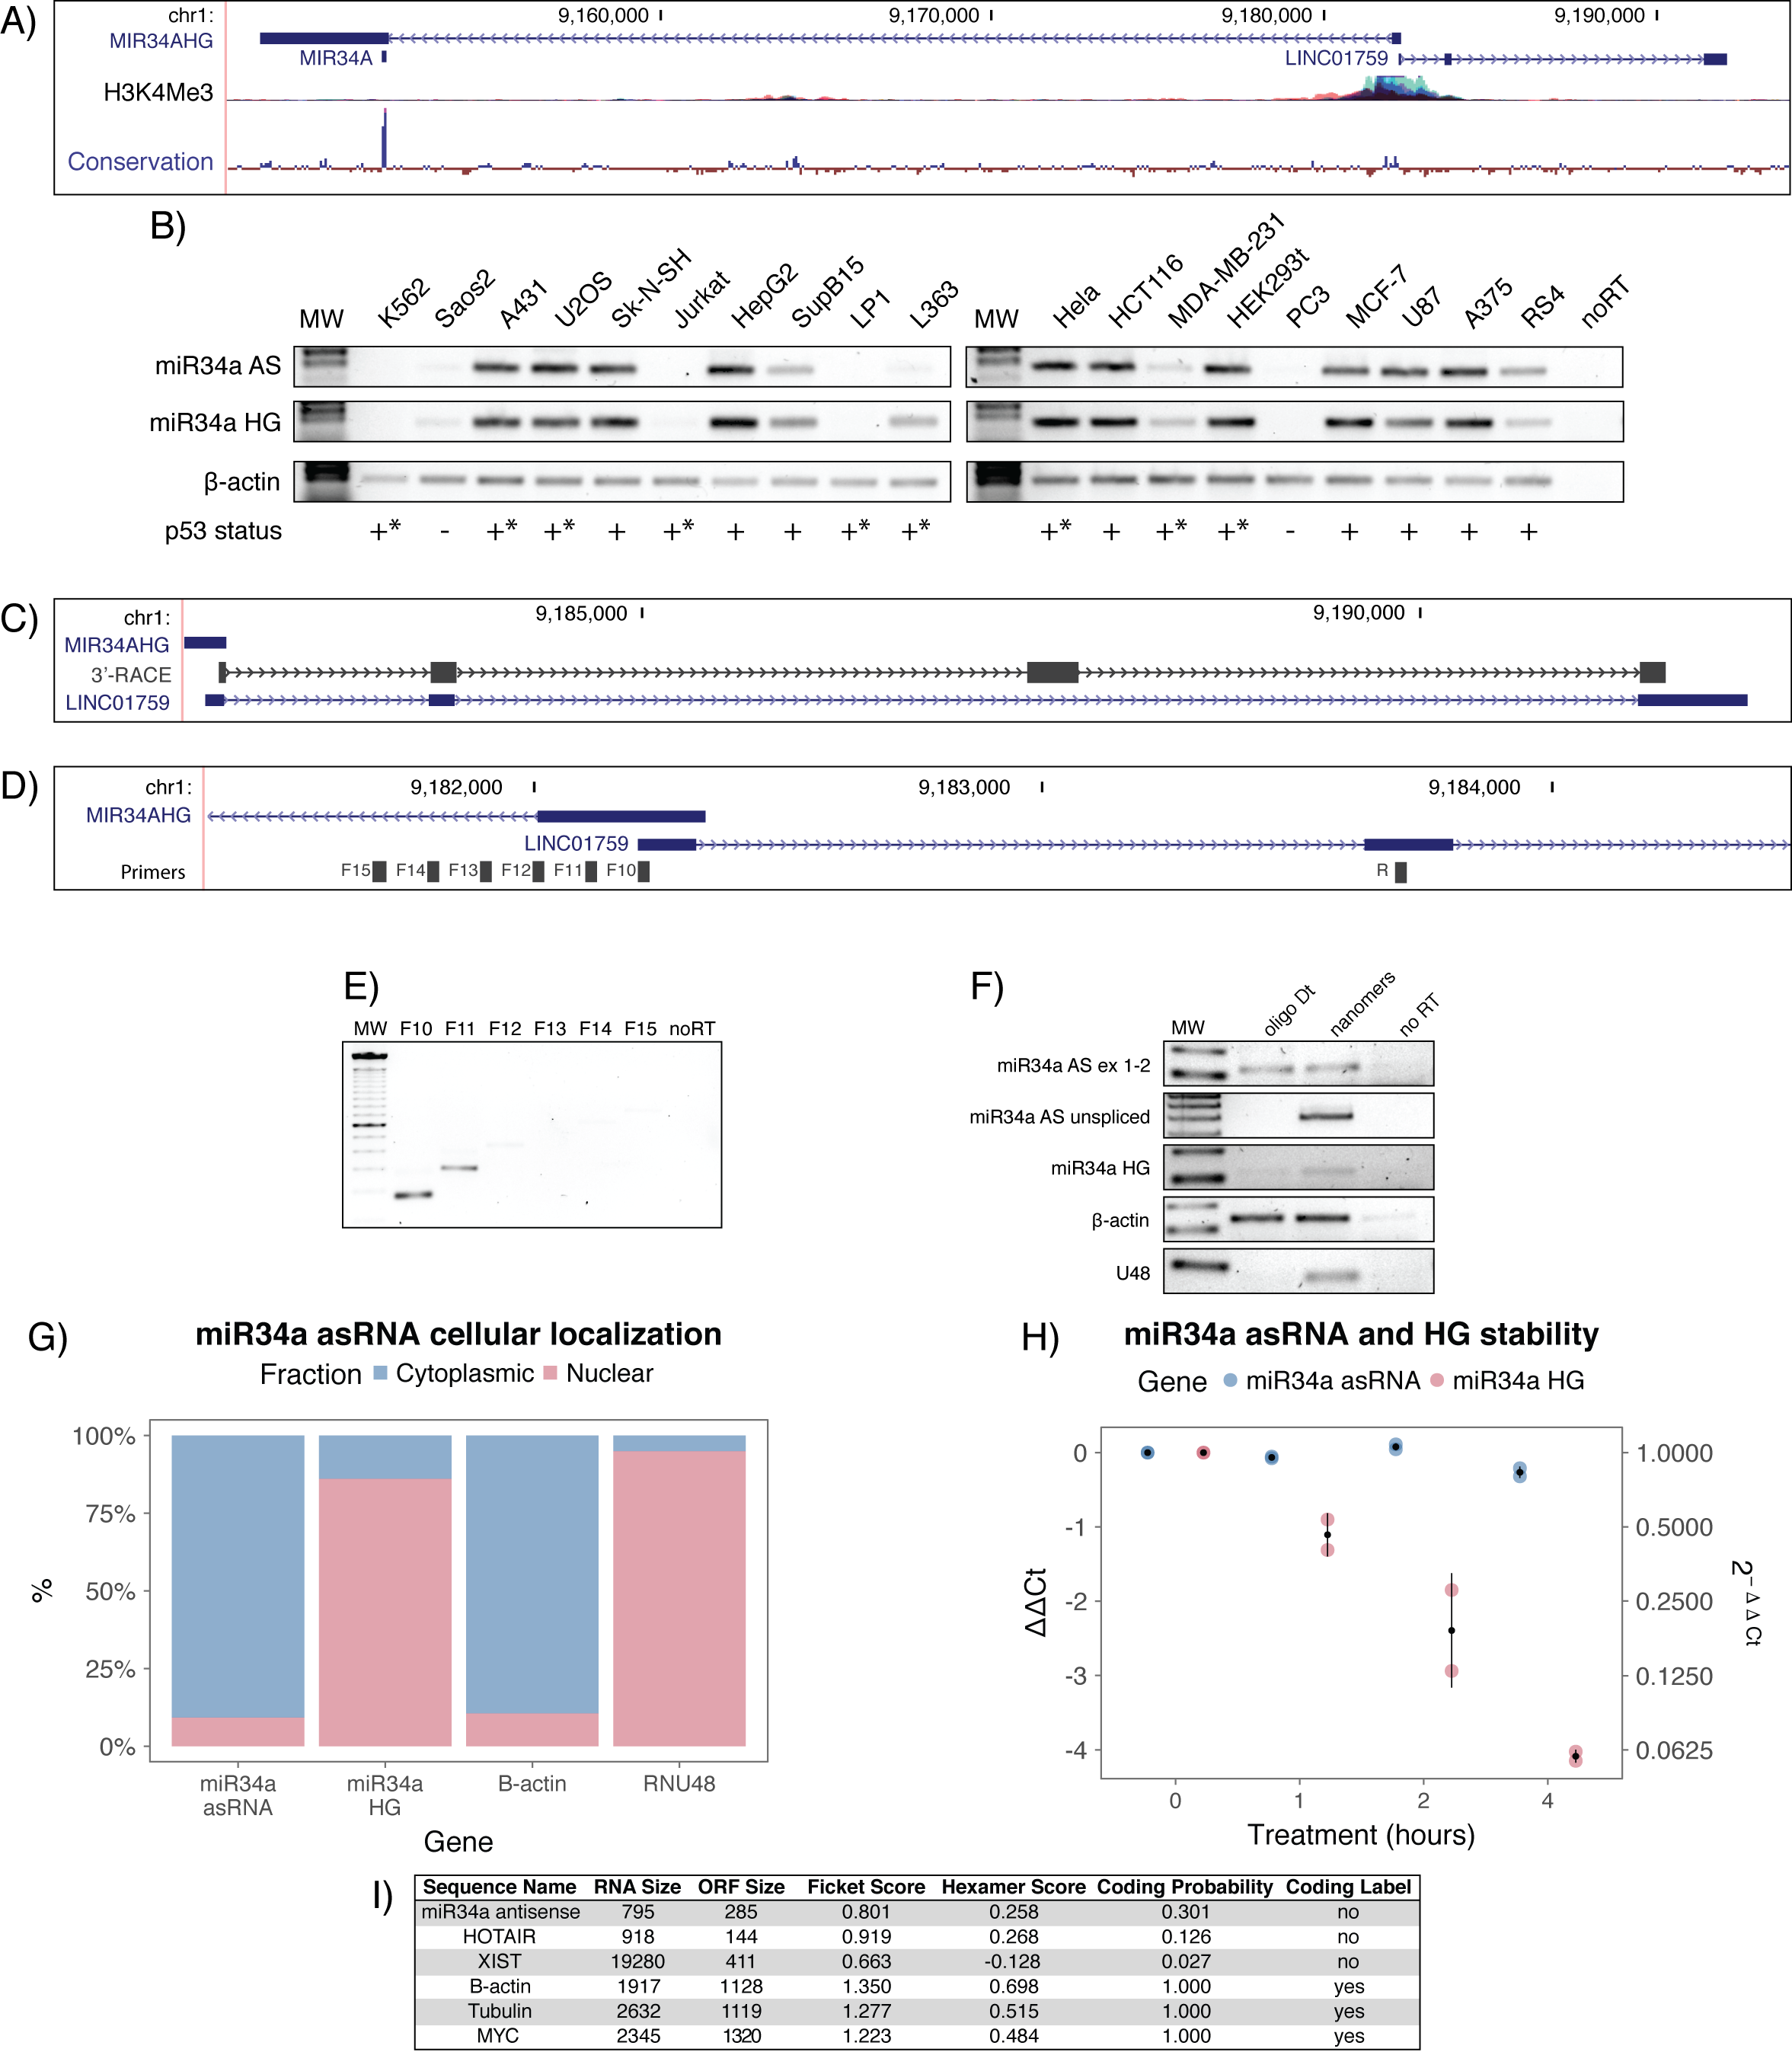 A)
chr1: 9,160,000 9,170,000 9,180,000 9,190,000
MIR34AHG
MIR34A LINC01759
H3K4Me3
Conservation
B)
MW K562 Saos2 A431 U2OS Sk-N-SH Jurkat HepG2 SupB15 LP1 L363 MW Hela HCT116 MDA-MB-231 HEK293t PC3 MCF-7 U87 A375 RS4 noRT
miR34a AS
miR34a HG
β-actin
p53 status +* - +* +* + +* + + +* +* +* + +* +* - + + + +
C)
chr1: 9,185,000 9,190,000
MIR34AHG
3'-RACE
LINC01759
D)
chr1: 9,182,000 9,183,000 9,184,000
MIR34AHG
LINC01759
Primers F15 F14 F13 F12 F11 F10 R
E)
MW F10 F11 F12 F13 F14 F15 noRT
F)
MW oligo Dt nanomers no RT
miR34a AS ex 1-2
miR34a AS unspliced
miR34a HG
β-actin
U48
G)
miR34a asRNA cellular localization
Fraction Cytoplasmic Nuclear
100%
75%
50%
25%
0%
%
miR34a asRNA
miR34a HG
B-actin
RNU48
Gene
H)
miR34a asRNA and HG stability
Gene miR34a asRNA miR34a HG
0 1.0000
-1 0.5000
-2 0.2500
-3 0.1250
-4 0.0625
ΔΔCt
2^-ΔΔCt
0 1 2 4
Treatment (hours)
I)
Sequence Name RNA Size ORF Size Ficket Score Hexamer Score Coding Probability Coding Label
miR34a antisense 795 285 0.801 0.258 0.301 no
HOTAIR 918 144 0.919 0.268 0.126 no
XIST 19280 411 0.663 -0.128 0.027 no
B-actin 1917 1128 1.350 0.698 1.000 yes
Tubulin 2632 1119 1.277 0.515 1.000 yes
MYC 2345 1320 1.223 0.484 1.000 yes